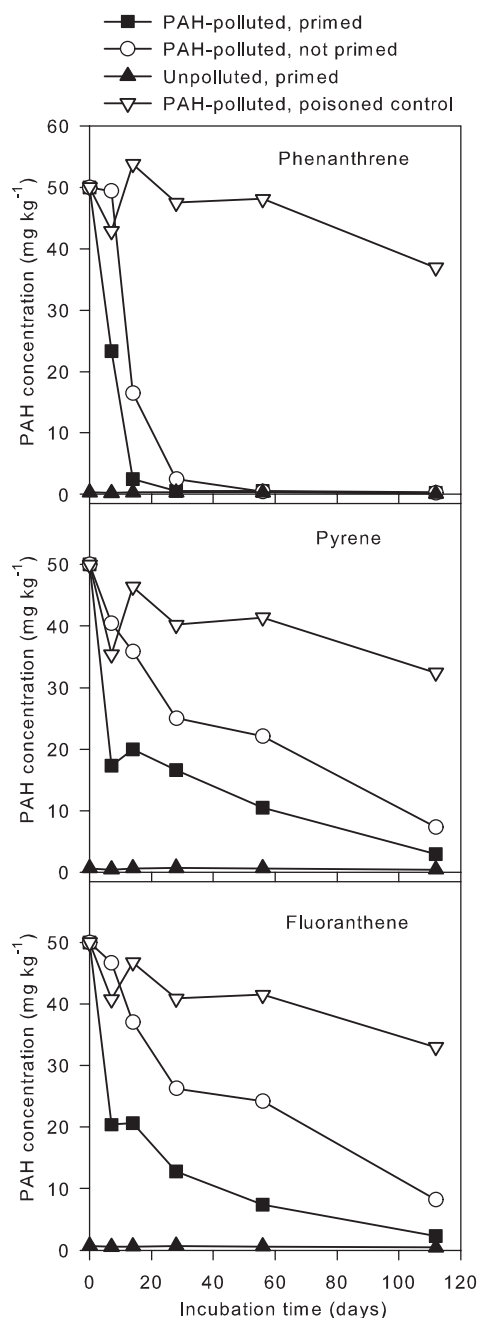 PAH-polluted, primed
PAH-polluted, not primed
Unpolluted, primed
PAH-polluted, poisoned control
60
50
40
30
20
10
0
PAH concentration (mg kg⁻¹)
Phenanthrene
50
40
30
20
10
0
PAH concentration (mg kg⁻¹)
Pyrene
50
40
30
20
10
0
PAH concentration (mg kg⁻¹)
Fluoranthene
0 20 40 60 80 100 120
Incubation time (days)